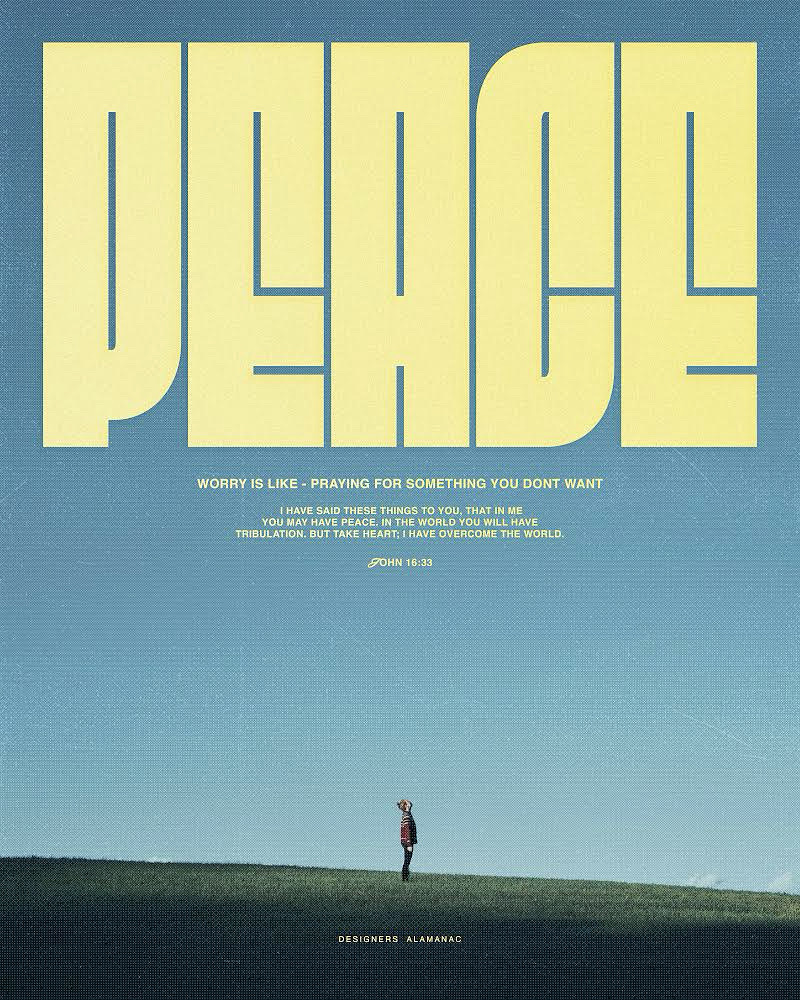 PEACE
WORRY IS LIKE - PRAYING FOR SOMETHING YOU DONT WANT
I HAVE SAID THESE THINGS TO YOU, THAT IN ME
YOU MAY HAVE PEACE. IN THE WORLD YOU WILL HAVE
TRIBULATION. BUT TAKE HEART; I HAVE OVERCOME THE WORLD.
JOHN 16:33
DESIGNERS ALAMANAC